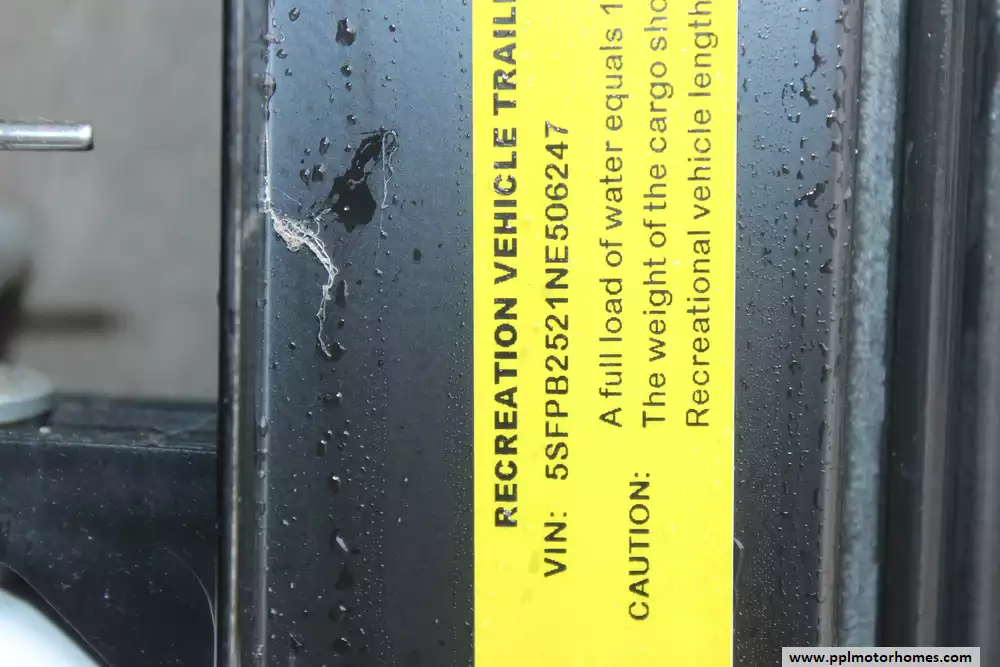 RECREATION VEHICLE TRAIL
VIN: 5SFPB2521NE506247
CAUTION:
A full load of water equals 1
The weight of the cargo sho
Recreational vehicle length
www.pplmotorhomes.com